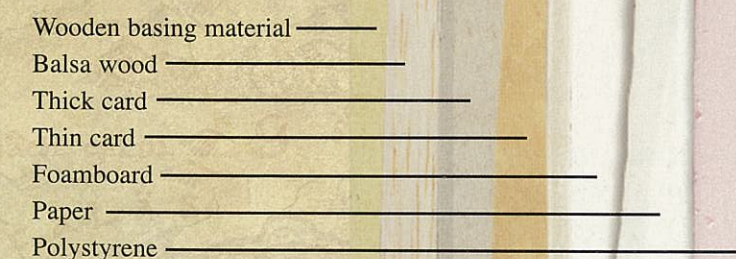 Wooden basing material
Balsa wood
Thick card
Thin card
Foamboard
Paper
Polystyrene